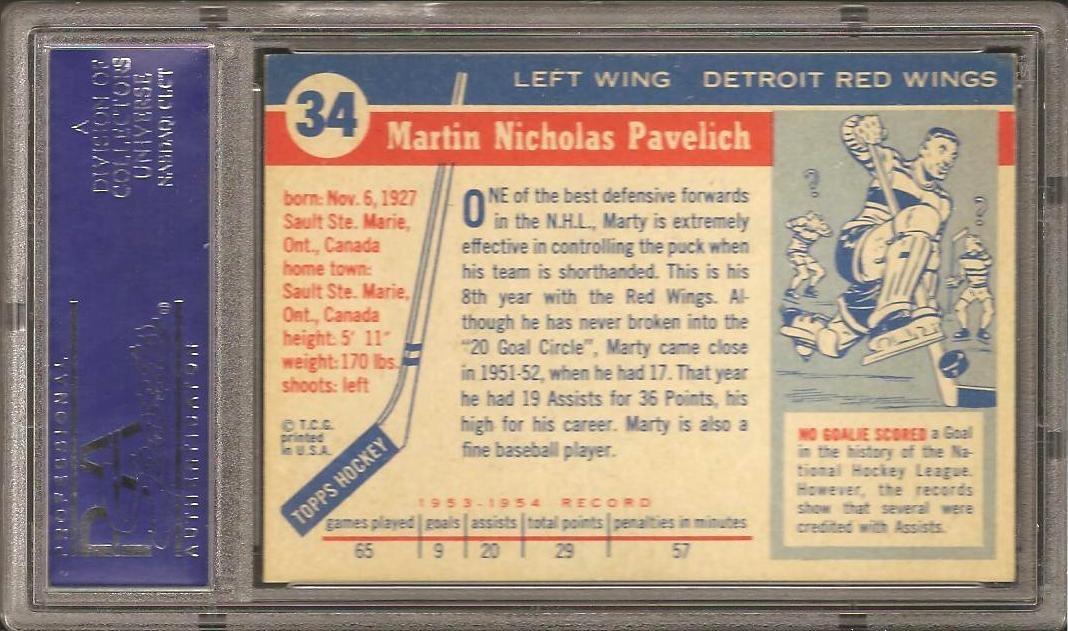 A
DIVISION OF
COLLECTORS
UNIVERSE
NASDAQ: CLCT
PSA
PROFESSIONAL
LEFT WING DETROIT RED WINGS
34
Martin Nicholas Pavelich
born: Nov. 6, 1927
Sault Ste. Marie,
Ont., Canada
home town:
Sault Ste. Marie,
Ont., Canada
height: 5' 11"
weight: 170 lbs.
shoots: left
© T.C.G.
printed
in U.S.A.
TOPPS HOCKEY
ONE of the best defensive forwards
in the N.H.L., Marty is extremely
effective in controlling the puck when
his team is shorthanded. This is his
8th year with the Red Wings. Al-
though he has never broken into the
"20 Goal Circle", Marty came close
in 1951-52, when he had 17. That year
he had 19 Assists for 36 Points, his
high for his career. Marty is also a
fine baseball player.
1953-1954 RECORD
games played goals assists total points penalties in minutes
65 9 20 29 57
? ?
NO GOALIE SCORED a Goal
in the history of the Na-
tional Hockey League.
However, the records
show that several were
credited with Assists.